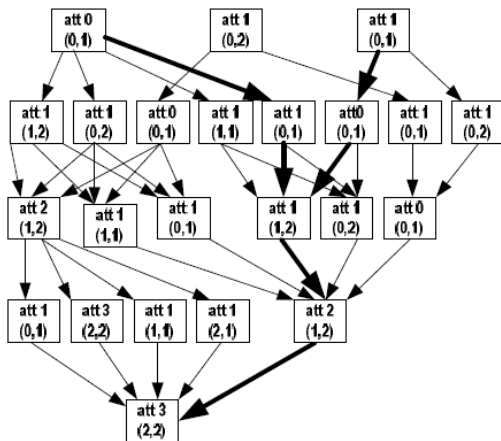 att 0
(0,1)
att 1
(0,2)
att 1
(0,1)
att 1
(1,2)
att 1
(0,2)
att0
(0,1)
att 1
(1,1)
att 1
(0,1)
att0
(0,1)
att 1
(0,1)
att 1
(0,2)
att 2
(1,2)
att 1
(1,1)
att 1
(0,1)
att 1
(1,2)
att 1
(0,2)
att 0
(0,1)
att 1
(0,1)
att 3
(2,2)
att 1
(1,1)
att 1
(2,1)
att 2
(1,2)
att 3
(2,2)